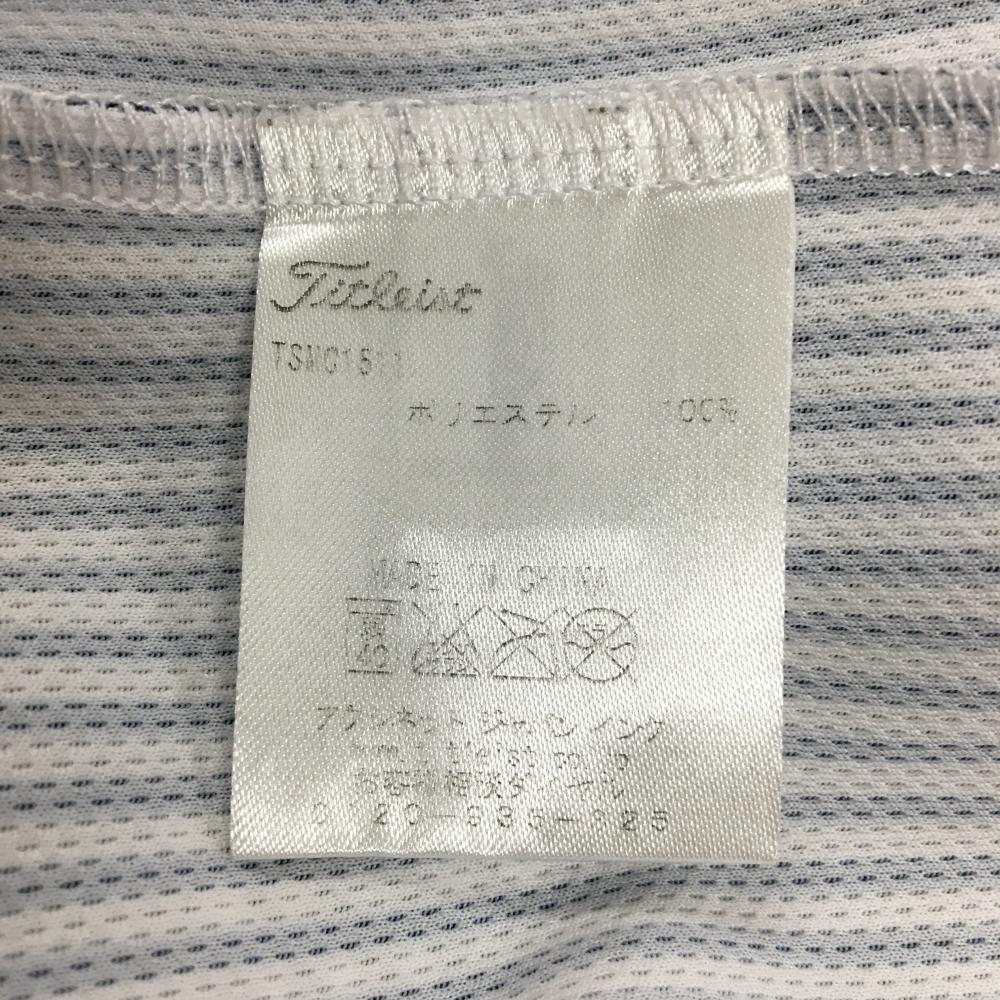 Titleist
TSMC1511
ポリエステル 100%
MADE IN CHINA
アクシネット ジャパン インク
お客様相談ダイヤル